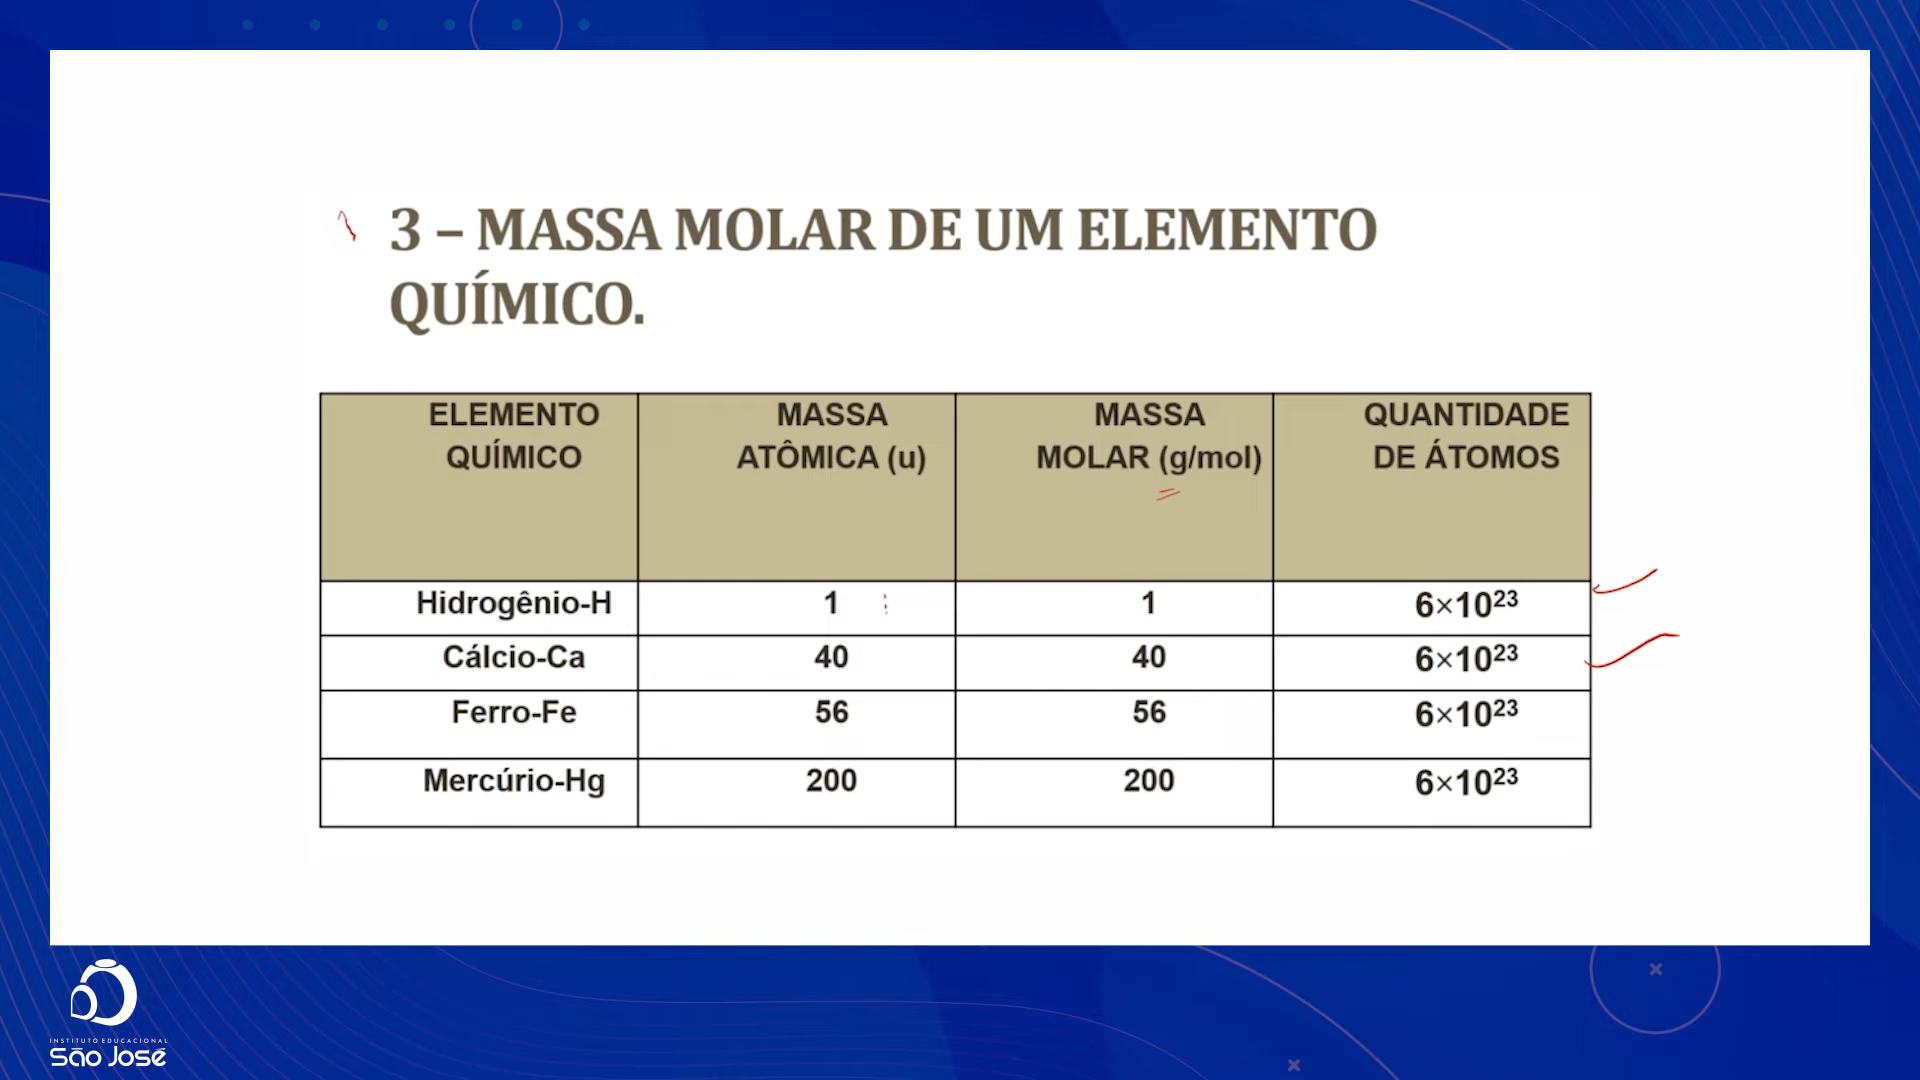 3 – MASSA MOLAR DE UM ELEMENTO
QUÍMICO.
ELEMENTO QUÍMICO MASSA ATÔMICA (u) MASSA MOLAR (g/mol) QUANTIDADE DE ÁTOMOS
Hidrogênio-H 1 1 6×10²³
Cálcio-Ca 40 40 6×10²³
Ferro-Fe 56 56 6×10²³
Mercúrio-Hg 200 200 6×10²³
INSTITUTO EDUCACIONAL
São José